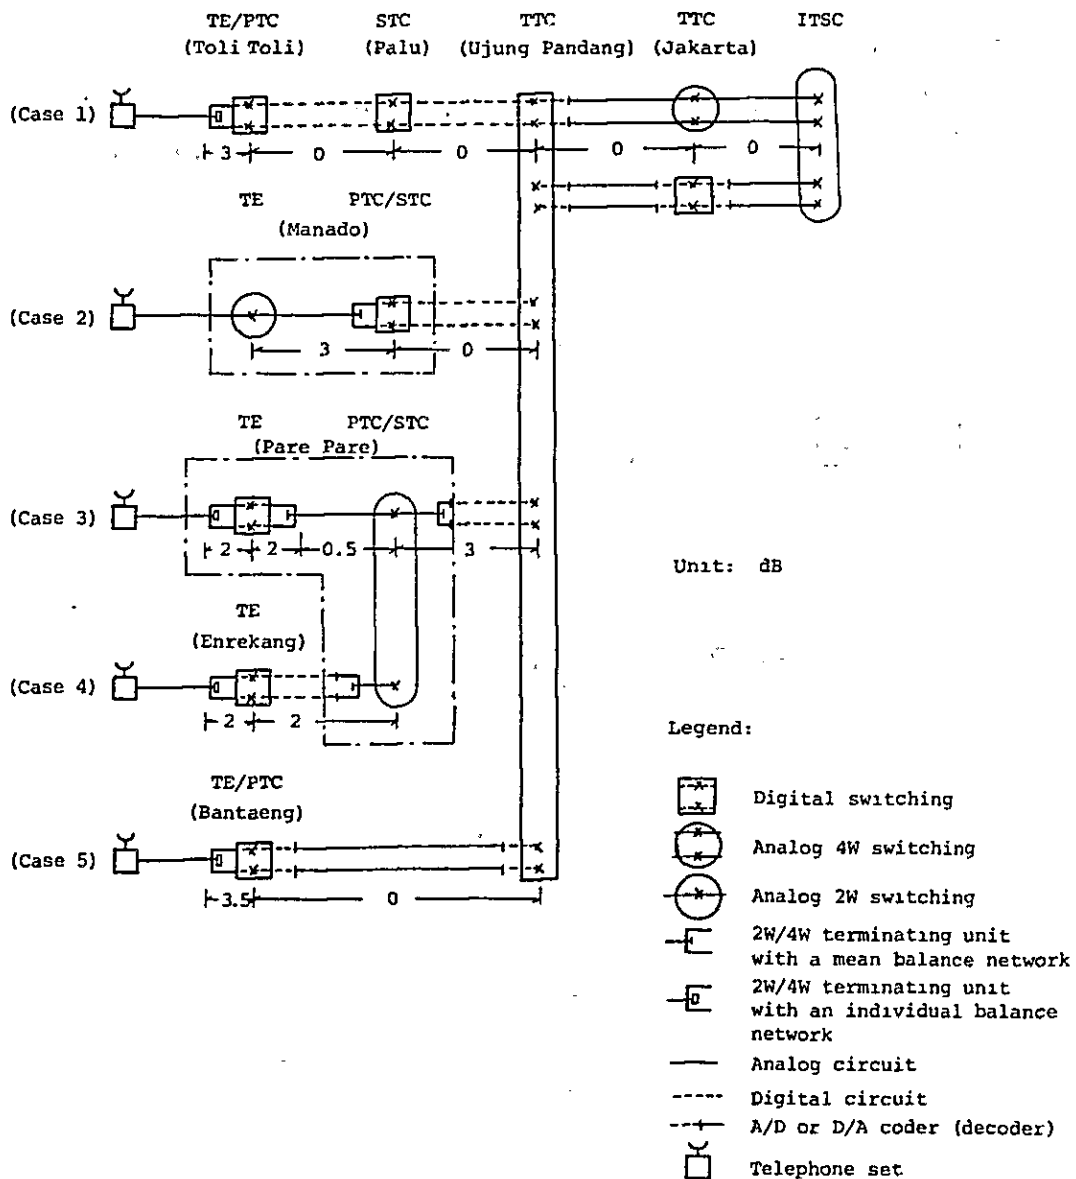 TE/PTC STC TTC TTC ITSC
(Toli Toli) (Palu) (Ujung Pandang) (Jakarta)
(Case 1)
3 0 0 0 0
TE PTC/STC
(Manado)
(Case 2)
3 0
TE PTC/STC
(Pare Pare)
(Case 3)
2 2 0.5 3
Unit: dB
TE
(Enrekang)
(Case 4)
2 2
Legend:
TE/PTC
(Bantaeng)
Digital switching
Analog 4W switching
(Case 5)
3.5 0
Analog 2W switching
2W/4W terminating unit
with a mean balance network
2W/4W terminating unit
with an individual balance
network
Analog circuit
Digital circuit
A/D or D/A coder (decoder)
Telephone set